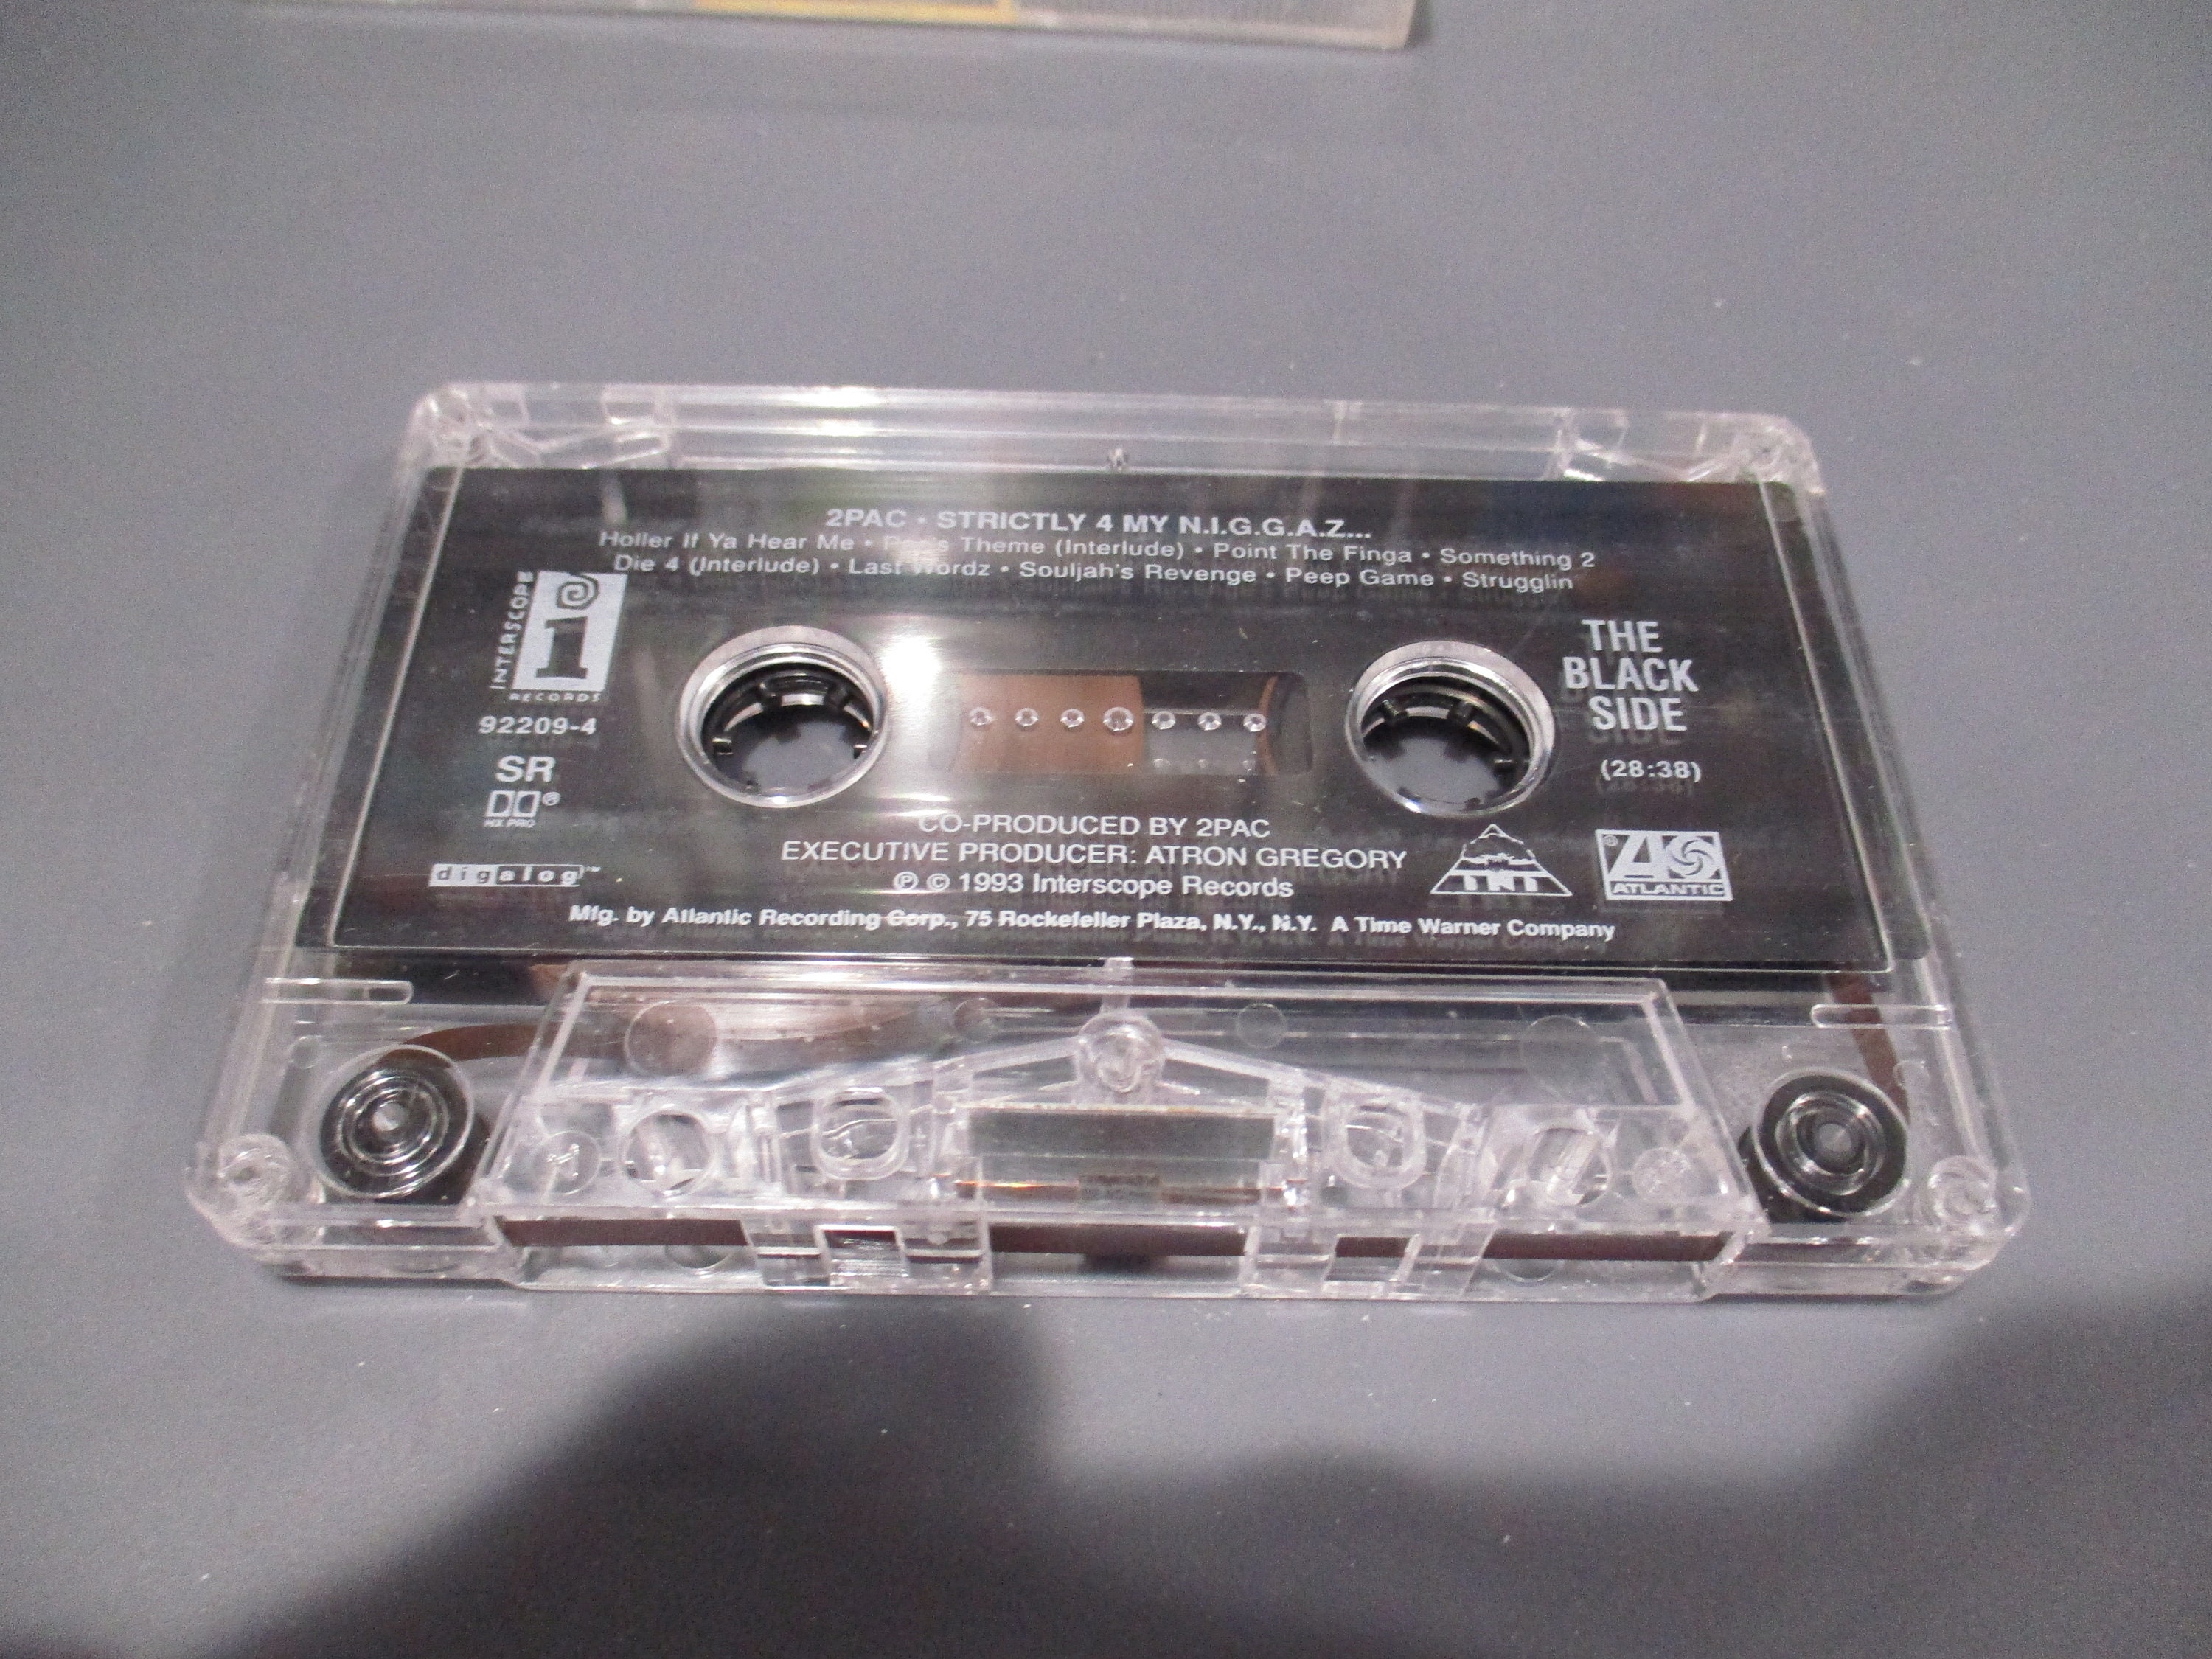 2PAC • STRICTLY 4 MY N.I.G.G.A.Z...
Holler If Ya Hear Me • Pac's Theme (Interlude) • Point The Finga • Something 2
Die 4 (Interlude) • Last Wordz • Souljah's Revenge • Peep Game • Strugglin'
INTERSCOPE
i
RECORDS
92209-4
SR
HX PRO
digalog™
THE
BLACK
SIDE
(28:38)
CO-PRODUCED BY 2PAC
EXECUTIVE PRODUCER: ATRON GREGORY
℗ © 1993 Interscope Records
TNT
ATLANTIC
Mfg. by Atlantic Recording Corp., 75 Rockefeller Plaza, N.Y., N.Y. A Time Warner Company